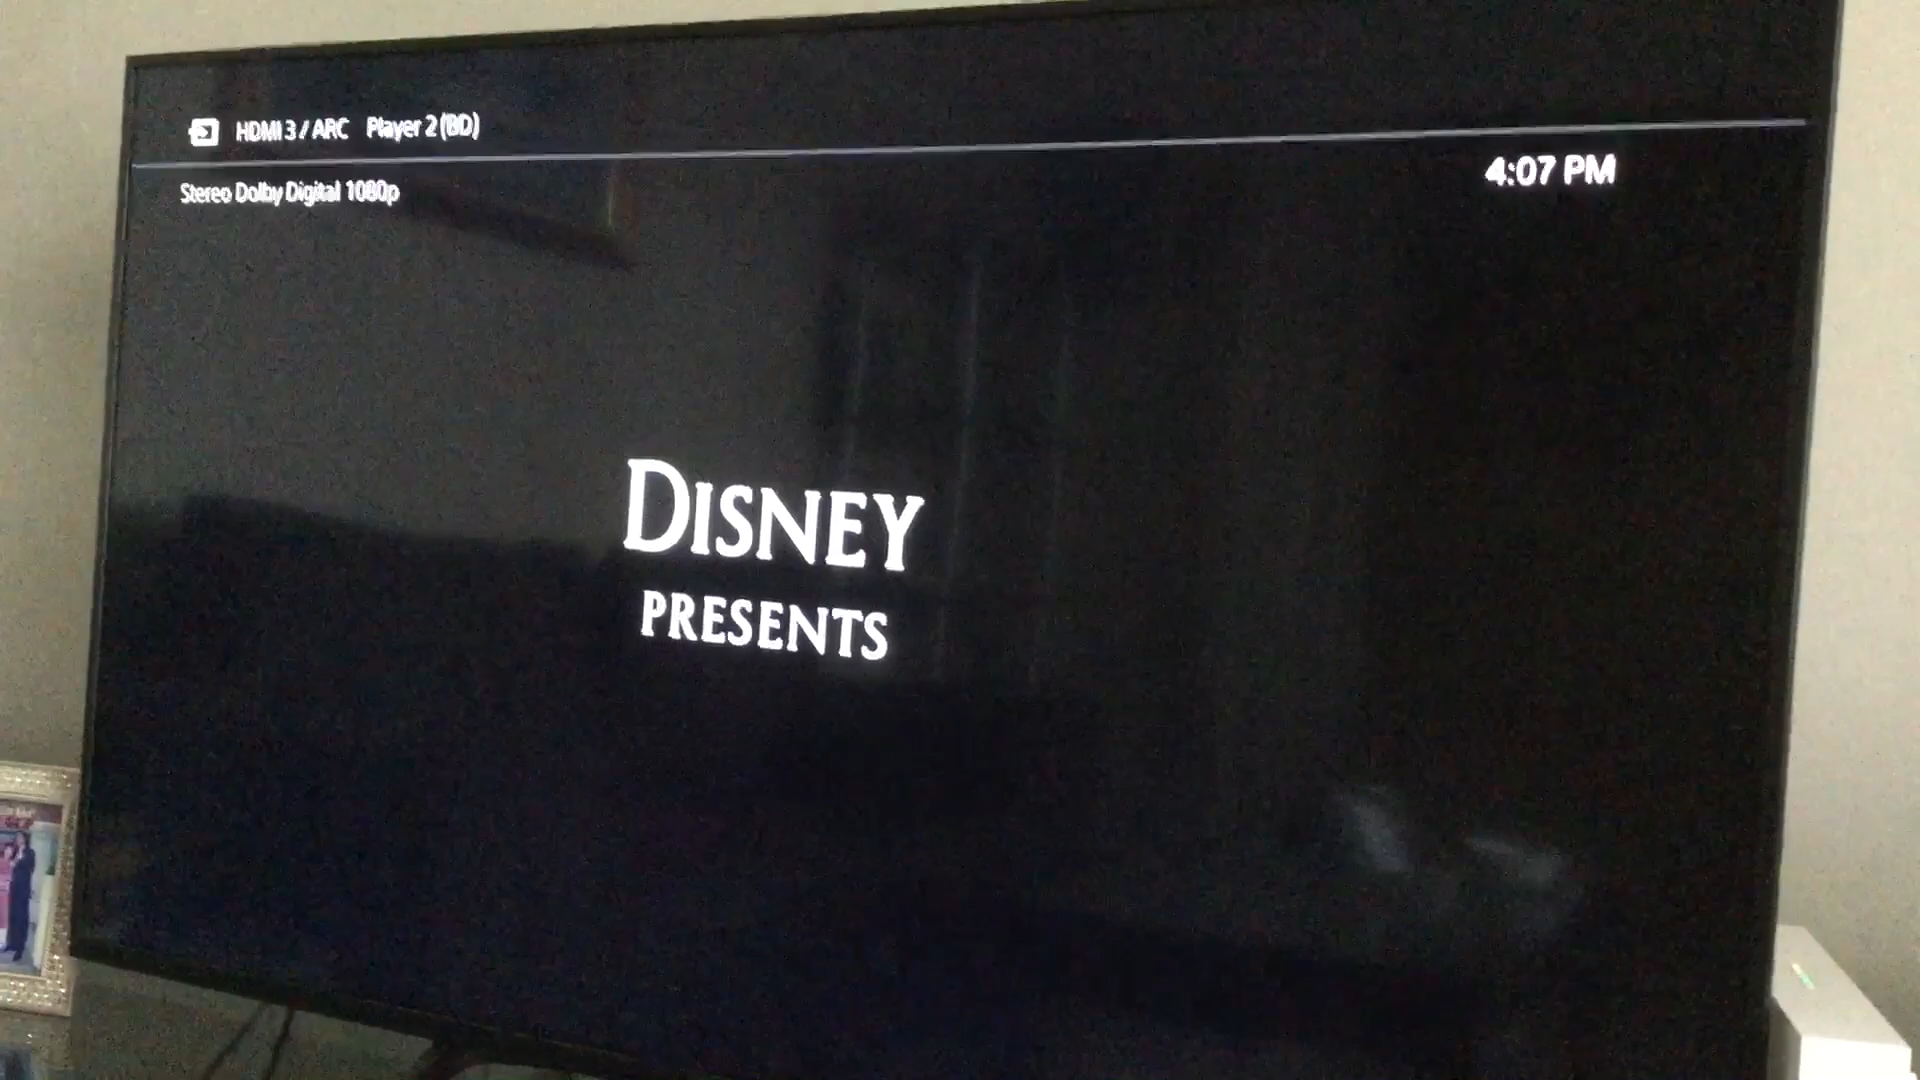 HDMI 3 / ARC Player 2 (BD)
4:07 PM
Stereo Dolby Digital 1080p
DISNEY
PRESENTS